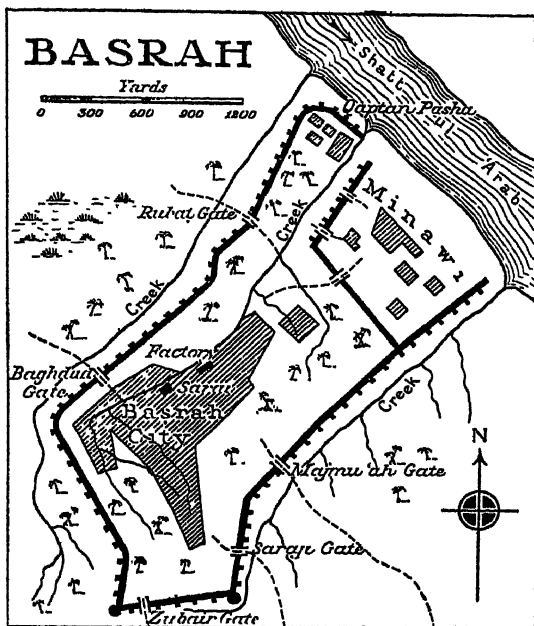 BASRAH
Yards
0 300 600 900 1200
Shatt ul Arab
Qaptan Pasha
Minawi
Rubat Gate
Creek
Creek
Factory
Sarai
Baghdad
Gate
Basrah
City
Creek
N
Majmu'ah Gate
Saraji Gate
Zubair Gate